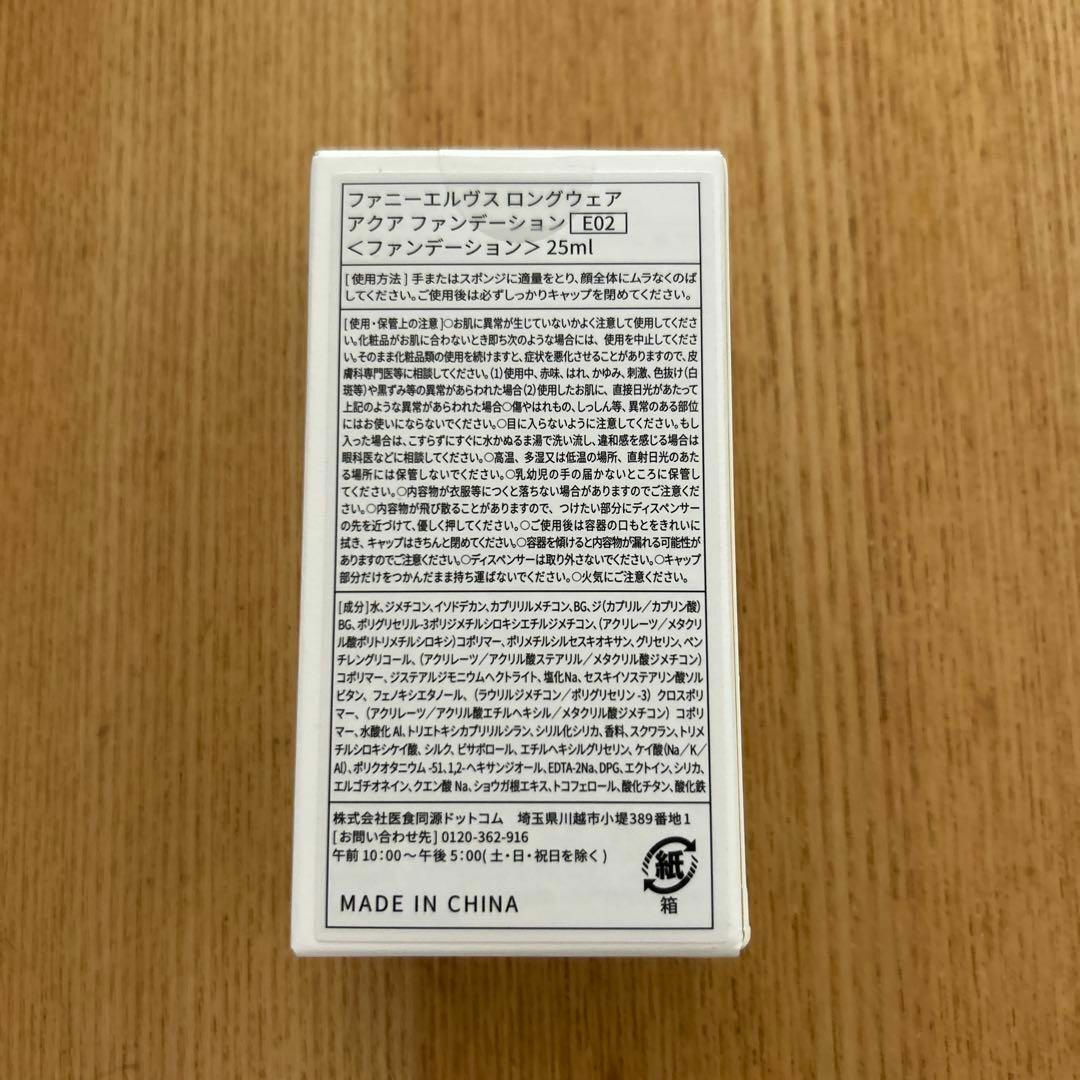 ファニーエルヴス ロングウェア
アクア ファンデーション E02
＜ファンデーション＞25ml
[使用方法]手またはスポンジに適量をとり、顔全体にムラなくのば
してください。ご使用後は必ずしっかりキャップを閉めてください。
[使用・保管上の注意]○お肌に異常が生じていないかよく注意して使用してくださ
い。化粧品がお肌に合わないとき即ち次のような場合には、使用を中止してくださ
い。そのまま化粧品類の使用を続けますと、症状を悪化させることがありますので、皮
膚科専門医等に相談してください。(1)使用中、赤味、はれ、かゆみ、刺激、色抜け(白
斑等)や黒ずみ等の異常があらわれた場合(2)使用したお肌に、直接日光があたって
上記のような異常があらわれた場合○傷やはれもの、しっしん等、異常のある部位
にはお使いにならないでください。○目に入らないように注意してください。もし
入った場合は、こすらずにすぐに水かぬるま湯で洗い流し、違和感を感じる場合は
眼科医などに相談してください。○高温、多湿又は低温の場所、直射日光のあた
る場所には保管しないでください。○乳幼児の手の届かないところに保管し
てください。○内容物が衣服等につくと落ちない場合がありますのでご注意くだ
さい。○内容物が飛び散ることがありますので、つけたい部分にディスペンサー
の先を近づけて、優しく押してください。○ご使用後は容器の口もとをきれいに
拭き、キャップはきちんと閉めてください。○容器を傾けると内容物が漏れる可能性が
ありますのでご注意ください。○ディスペンサーは取り外さないでください。○キャップ
部分だけをつかんだまま持ち運ばないでください。○火気にご注意ください。
[成分]水、ジメチコン、イソドデカン、カプリリルメチコン、BG、ジ(カプリル／カプリン酸)
BG、ポリグリセリル-3ポリジメチルシロキシエチルジメチコン、(アクリレーツ／メタクリ
ル酸ポリトリメチルシロキシ)コポリマー、ポリメチルシルセスキオキサン、グリセリン、ペン
チレングリコール、(アクリレーツ／アクリル酸ステアリル／メタクリル酸ジメチコン)
コポリマー、ジステアルジモニウムヘクトライト、塩化Na、セスキイソステアリン酸ソル
ビタン、フェノキシエタノール、(ラウリルジメチコン／ポリグリセリン-3)クロスポリ
マー、(アクリレーツ／アクリル酸エチルヘキシル／メタクリル酸ジメチコン)コポリ
マー、水酸化Al、トリエトキシカプリリルシラン、シリル化シリカ、香料、スクワラン、トリメ
チルシロキシケイ酸、シルク、ビサボロール、エチルヘキシルグリセリン、ケイ酸(Na／K／
Al)、ポリクオタニウム-51、1,2-ヘキサンジオール、EDTA-2Na、DPG、エクトイン、シリカ、
エルゴチオネイン、クエン酸Na、ショウガ根エキス、トコフェロール、酸化チタン、酸化鉄
株式会社医食同源ドットコム 埼玉県川越市小堤389番地1
[お問い合わせ先]0120-362-916
午前10：00～午後5：00(土・日・祝日を除く)
紙
箱
MADE IN CHINA